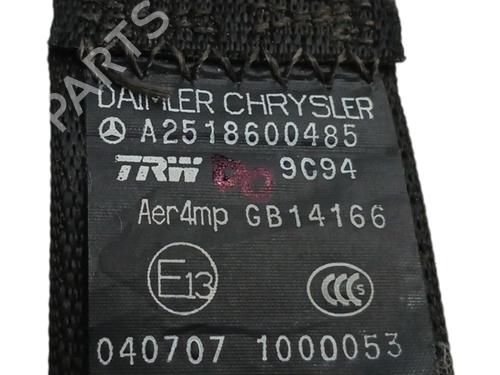 PARTS
DAIMLER CHRYSLER
A2518600485
TRW 9C94
Aer4mp GB14166
E13 CCC S
040707 1000053